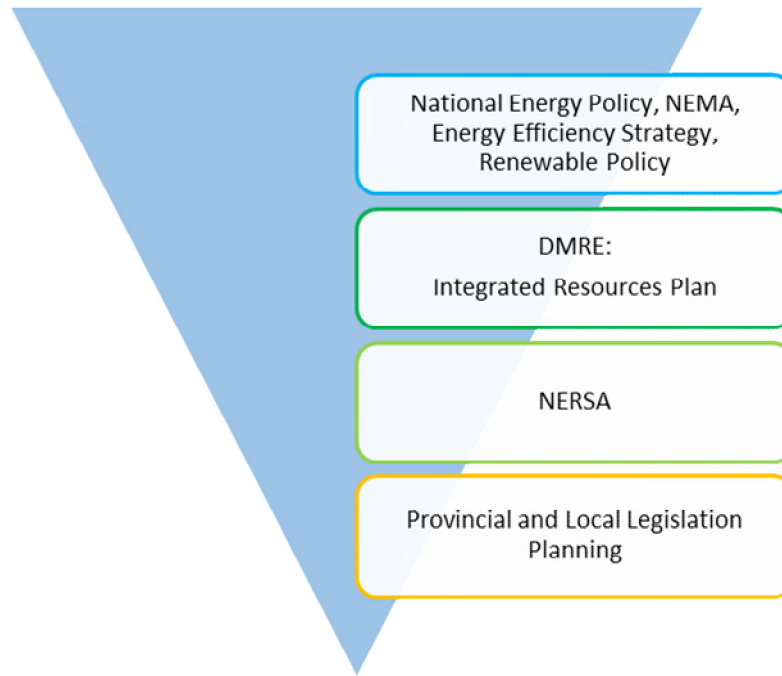 National Energy Policy, NEMA,
Energy Efficiency Strategy,
Renewable Policy
DMRE:
Integrated Resources Plan
NERSA
Provincial and Local Legislation
Planning